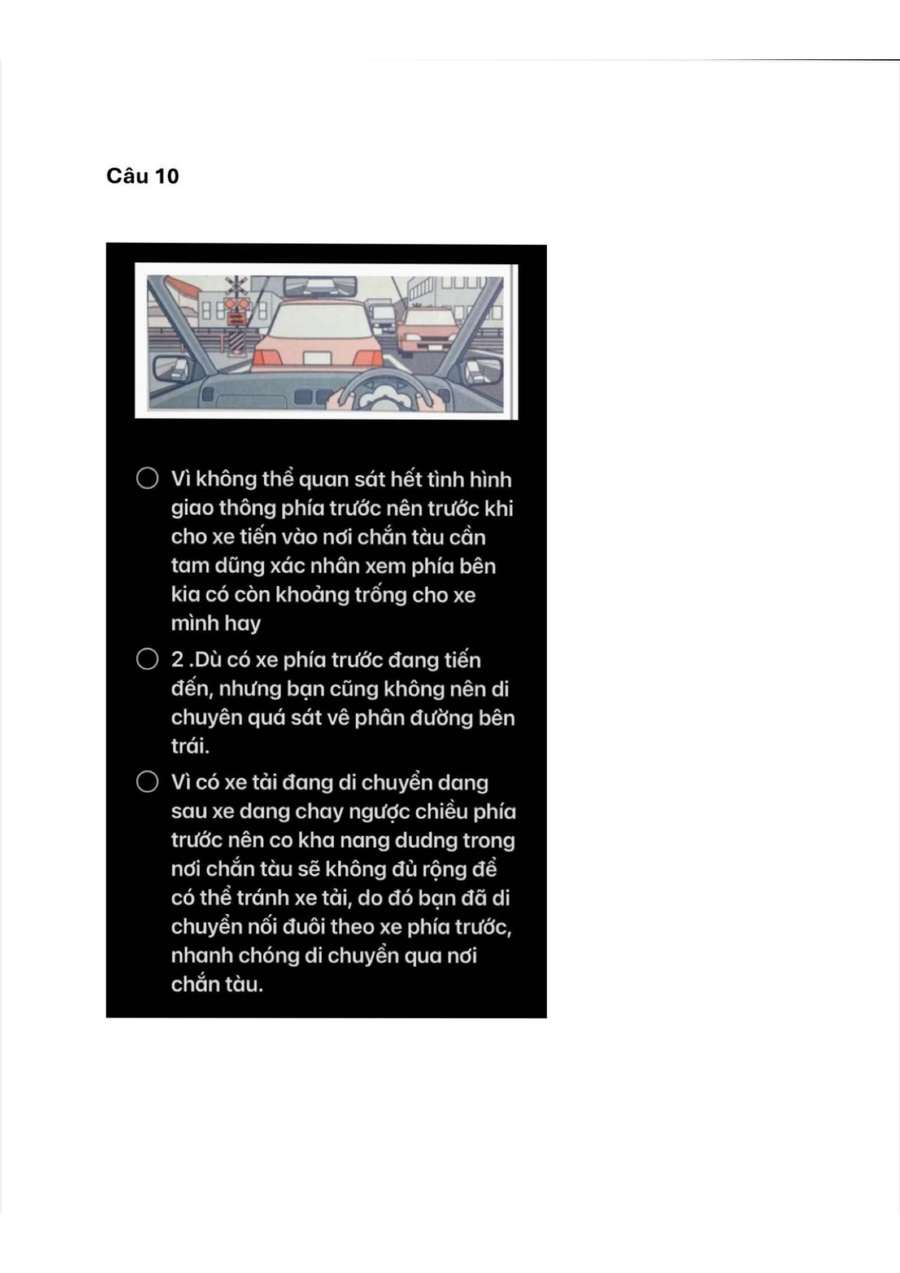 Câu 10
Vì không thể quan sát hết tình hình
giao thông phía trước nên trước khi
cho xe tiến vào nơi chắn tàu cần
tam dũng xác nhân xem phía bên
kia có còn khoảng trống cho xe
mình hay
2 .Dù có xe phía trước đang tiến
đến, nhưng bạn cũng không nên di
chuyên quá sát vê phân đường bên
trái.
Vì có xe tải đang di chuyển dang
sau xe dang chay ngược chiều phía
trước nên co kha nang dudng trong
nơi chắn tàu sẽ không đủ rộng để
có thể tránh xe tải, do đó bạn đã di
chuyển nối đuôi theo xe phía trước,
nhanh chóng di chuyển qua nơi
chắn tàu.